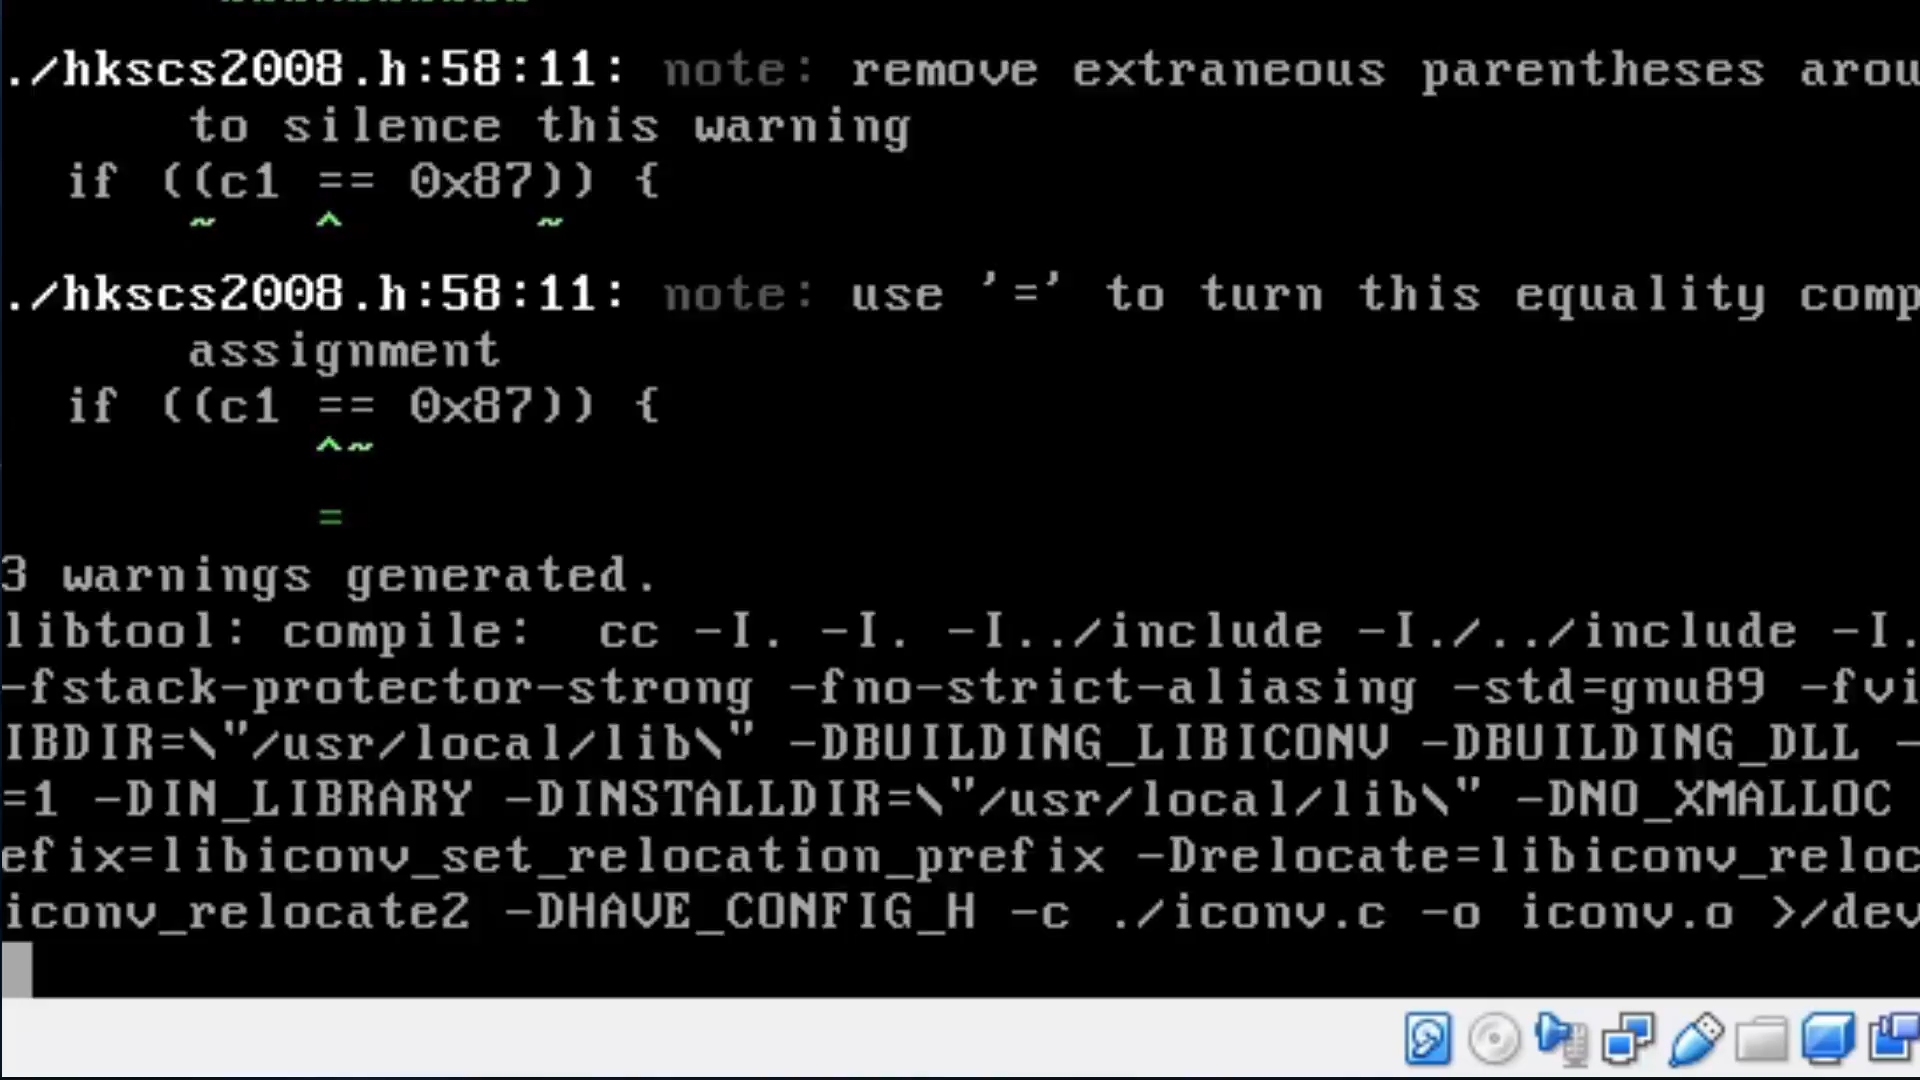 ./hkscs2008.h:58:11: note: remove extraneous parentheses
to silence this warning
if ((c1 == 0x87)) {
~ ^ ~
./hkscs2008.h:58:11: note: use '=' to turn this equality
assignment
if ((c1 == 0x87)) {
^~
=
3 warnings generated.
libtool: compile: cc -I. -I. -I../include -I./../include -I.
-fstack-protector-strong -fno-strict-aliasing -std=gnu89 -fvi
IBDIR=\"/usr/local/lib\" -DBUILDING_LIBICONV -DBUILDING_DLL -
=1 -DIN_LIBRARY -DINSTALLDIR=\"/usr/local/lib\" -DNO_XMALLOC
efix=libiconv_set_relocation_prefix -Drelocate=libiconv_reloc
iconv_relocate2 -DHAVE_CONFIG_H -c ./iconv.c -o iconv.o >/dev